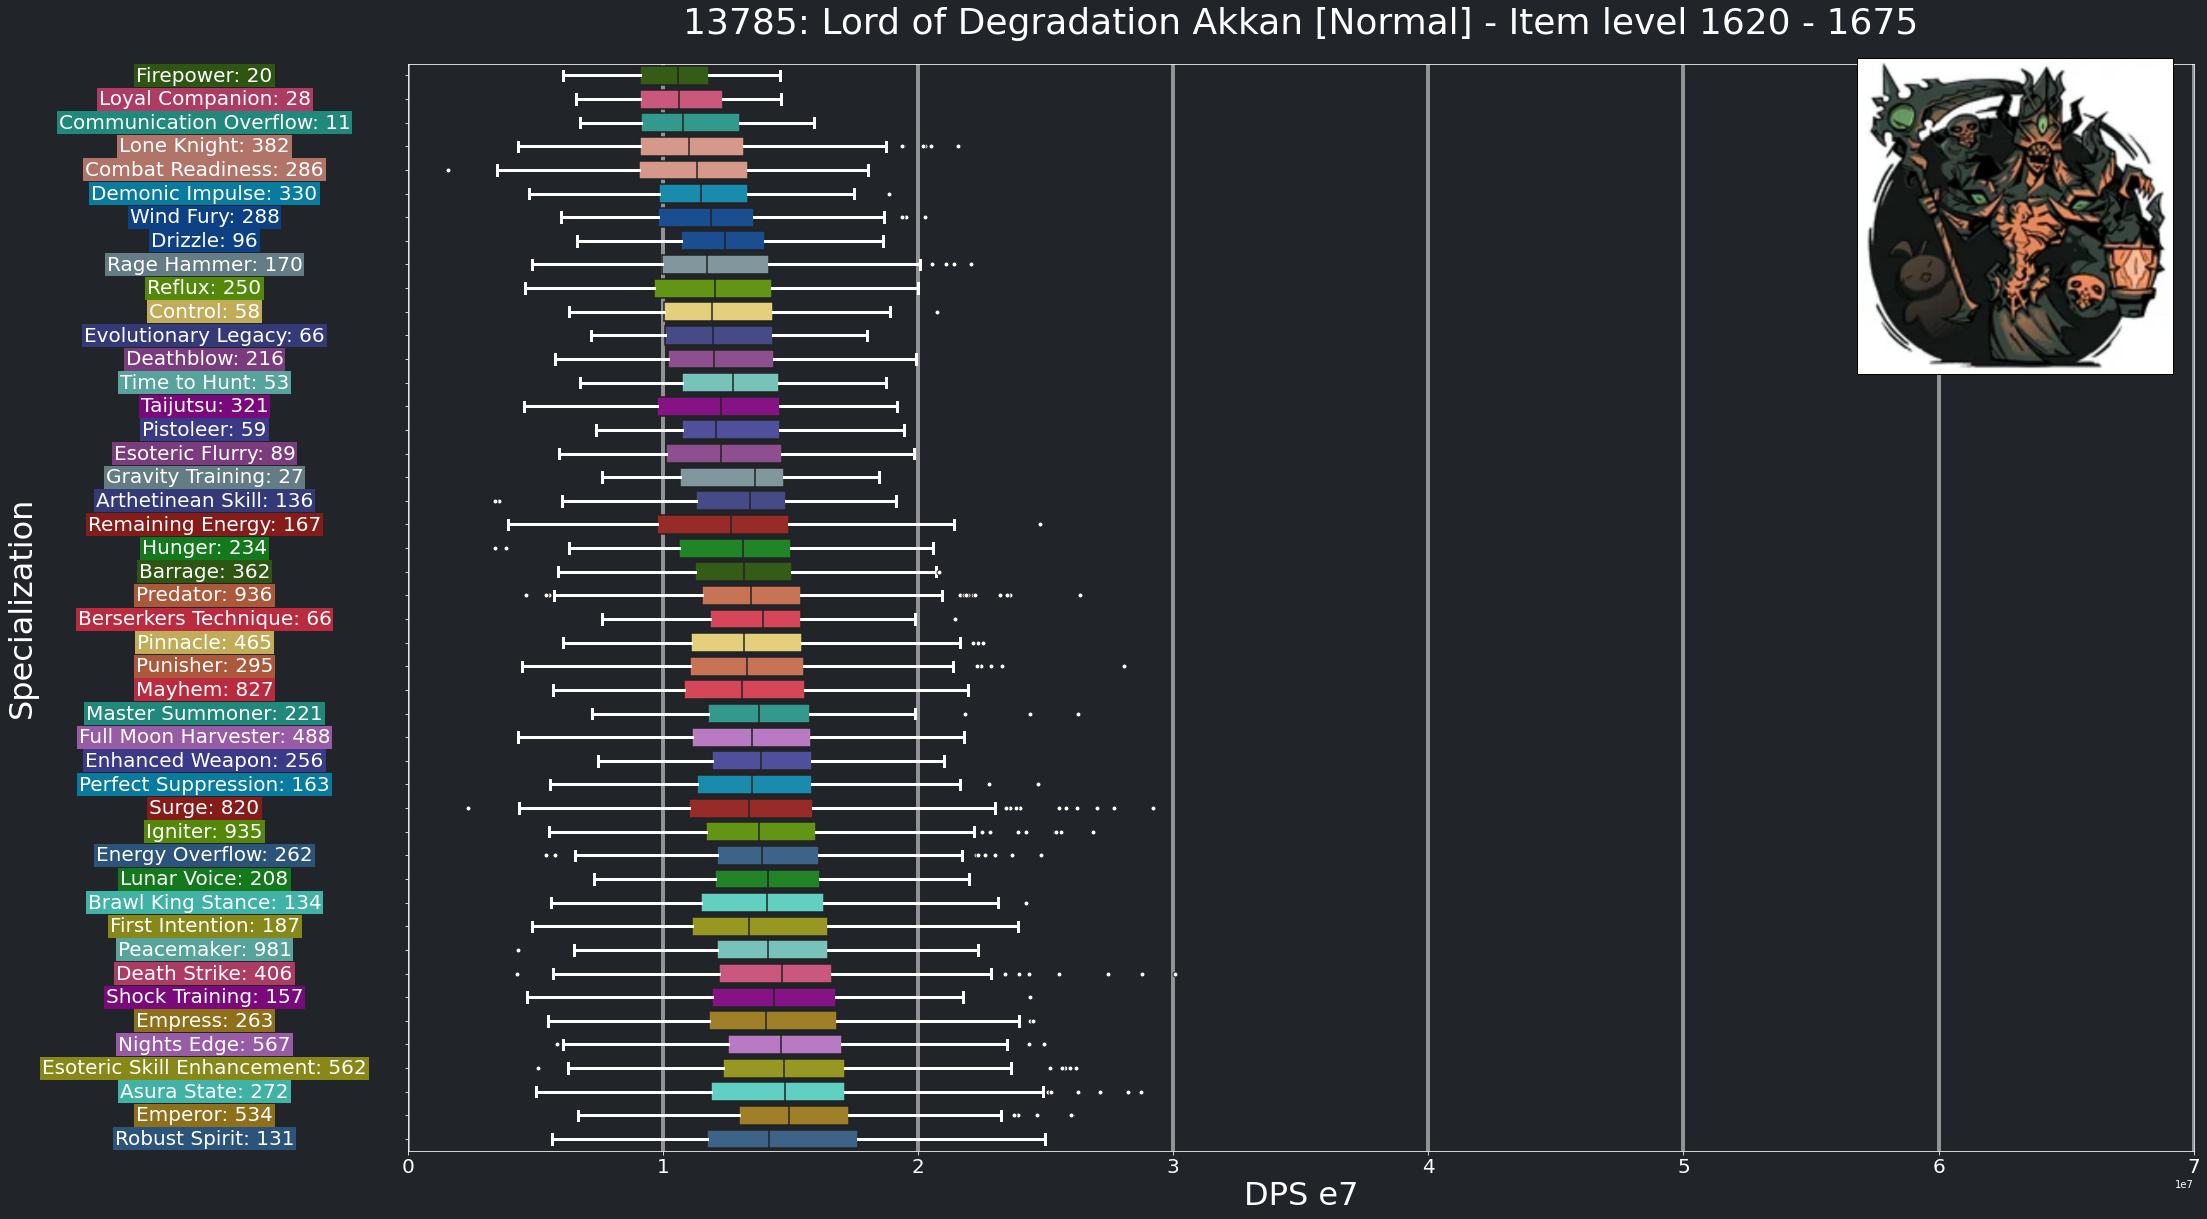 13785: Lord of Degradation Akkan [Normal] - Item level 1620 - 1675
Specialization
Firepower: 20
Loyal Companion: 28
Communication Overflow: 11
Lone Knight: 382
Combat Readiness: 286
Demonic Impulse: 330
Wind Fury: 288
Drizzle: 96
Rage Hammer: 170
Reflux: 250
Control: 58
Evolutionary Legacy: 66
Deathblow: 216
Time to Hunt: 53
Taijutsu: 321
Pistoleer: 59
Esoteric Flurry: 89
Gravity Training: 27
Arthetinean Skill: 136
Remaining Energy: 167
Hunger: 234
Barrage: 362
Predator: 936
Berserkers Technique: 66
Pinnacle: 465
Punisher: 295
Mayhem: 827
Master Summoner: 221
Full Moon Harvester: 488
Enhanced Weapon: 256
Perfect Suppression: 163
Surge: 820
Igniter: 935
Energy Overflow: 262
Lunar Voice: 208
Brawl King Stance: 134
First Intention: 187
Peacemaker: 981
Death Strike: 406
Shock Training: 157
Empress: 263
Nights Edge: 567
Esoteric Skill Enhancement: 562
Asura State: 272
Emperor: 534
Robust Spirit: 131
0 1 2 3 4 5 6 7
1e7
DPS e7